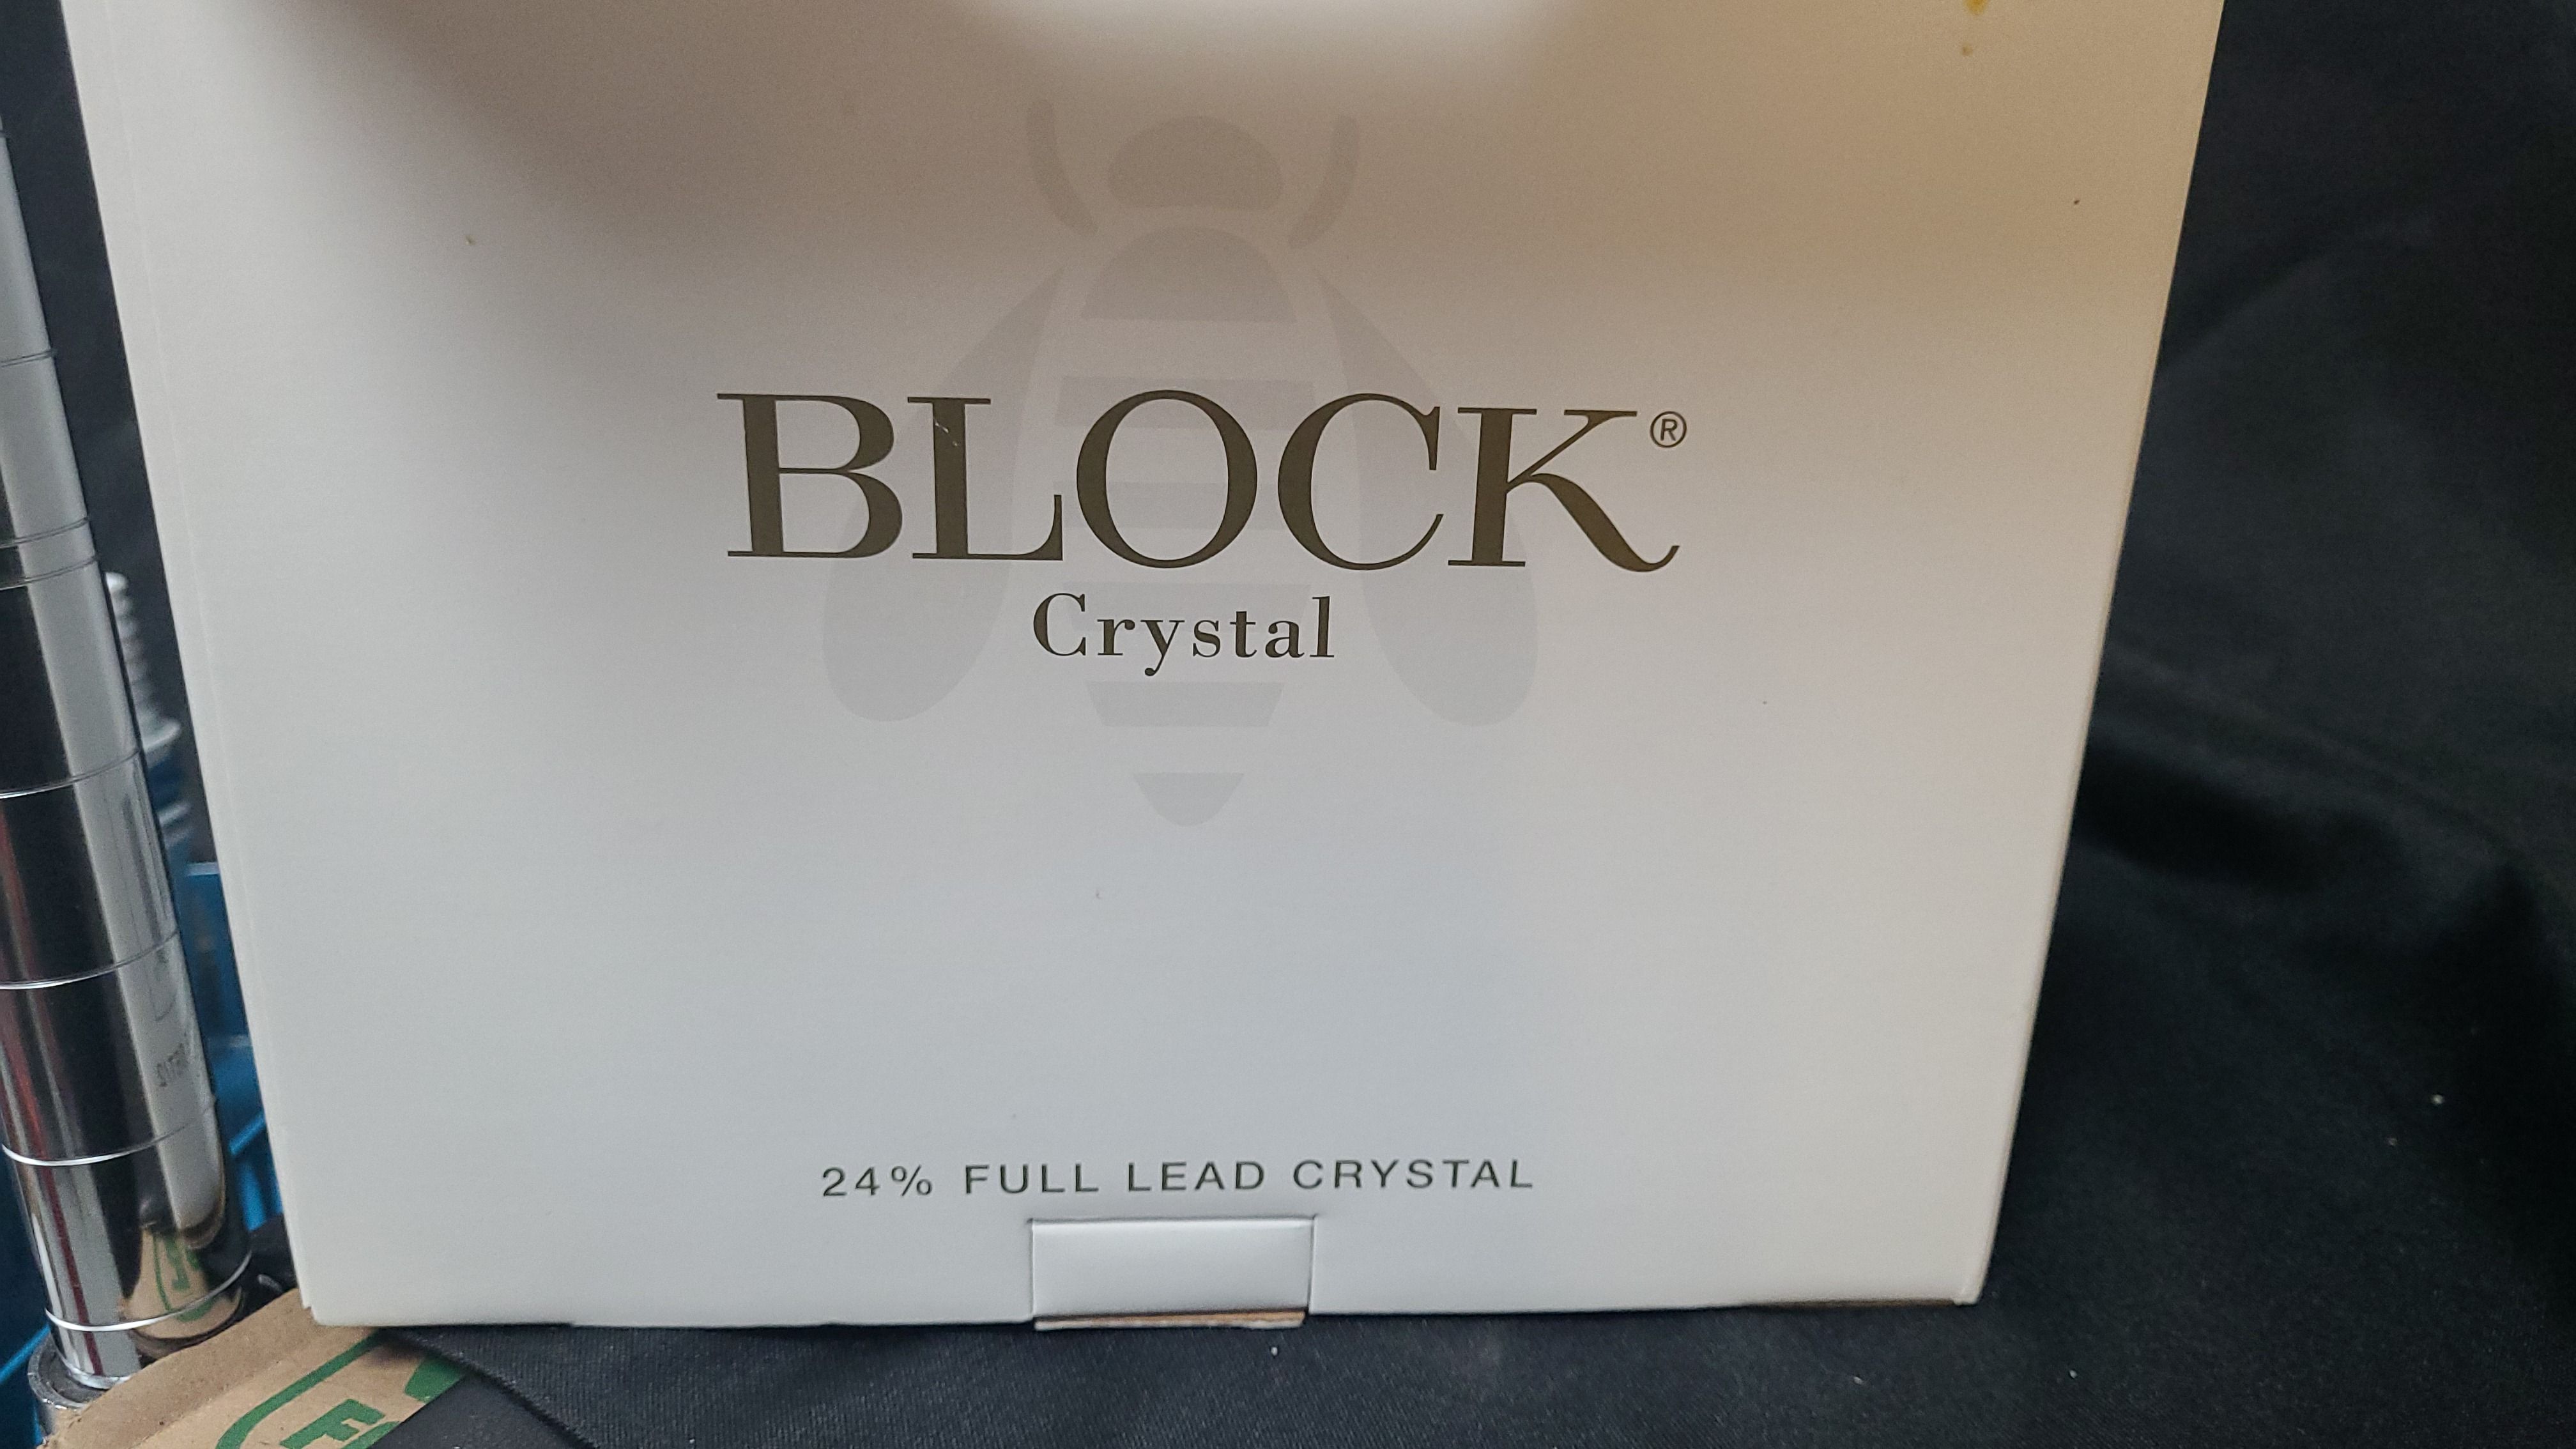 BLOCK®
Crystal
24% FULL LEAD CRYSTAL